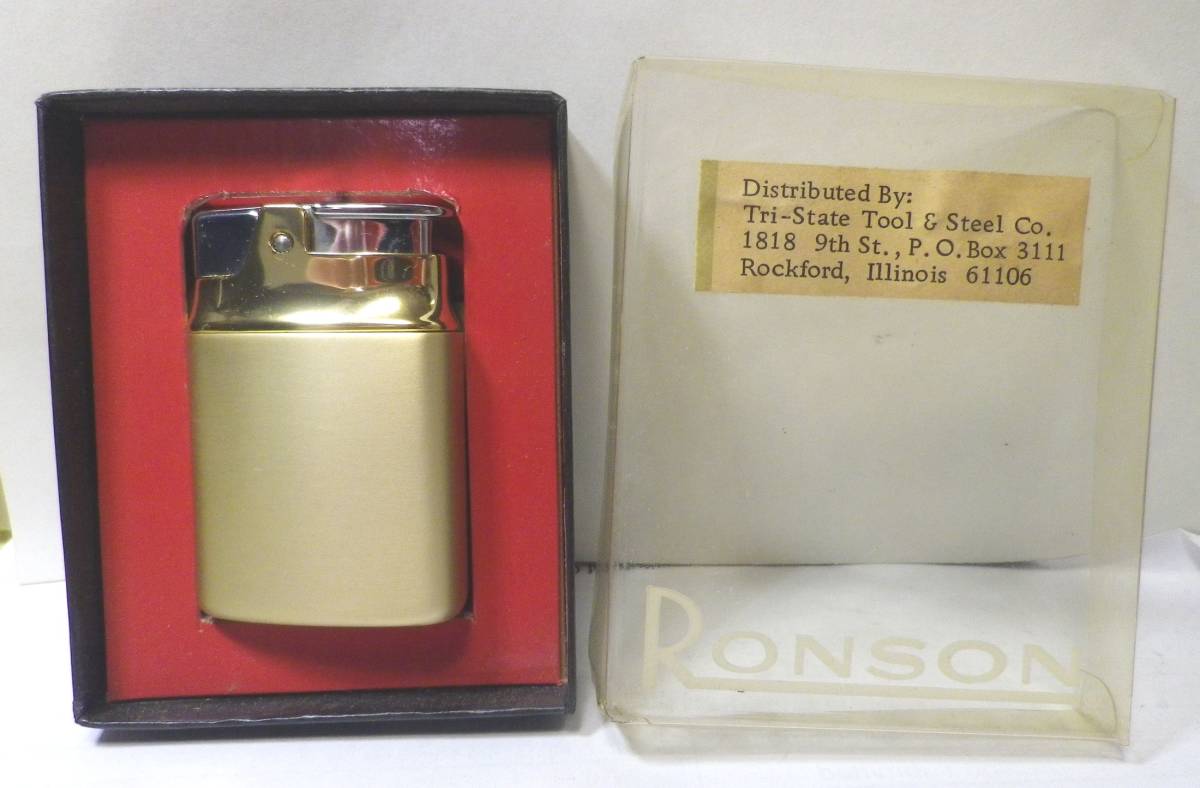 Distributed By:
Tri-State Tool & Steel Co.
1818 9th St., P.O.Box 3111
Rockford, Illinois 61106
RONSON